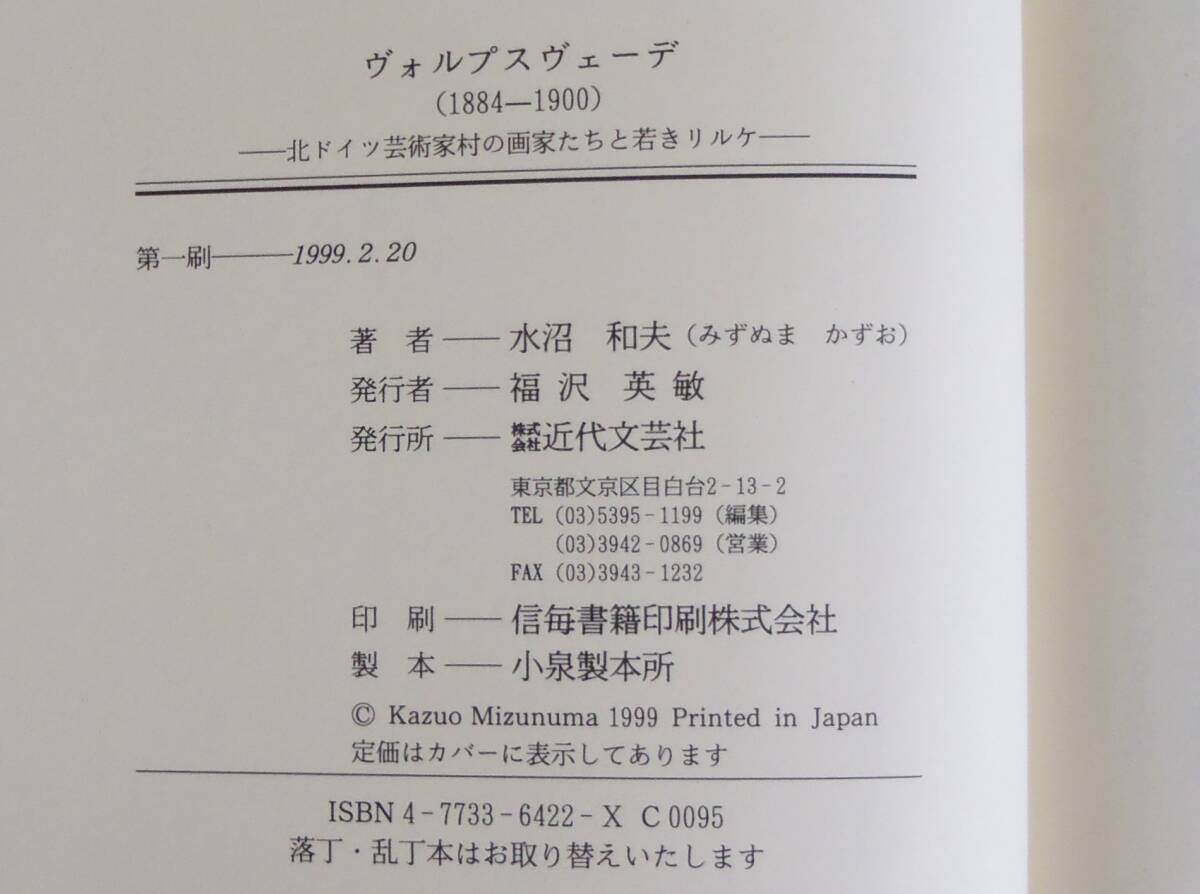 ヴォルプスヴェーデ
(1884―1900)
――北ドイツ芸術家村の画家たちと若きリルケ――
第一刷―――1999.2.20
著　者――水沼　和夫(みずぬま　かずお)
発行者――福沢　英敏
発行所――株式会社近代文芸社
東京都文京区目白台2-13-2
TEL (03)5395-1199 (編集)
(03)3942-0869 (営業)
FAX (03)3943-1232
印　刷――信毎書籍印刷株式会社
製　本――小泉製本所
© Kazuo Mizunuma 1999 Printed in Japan
定価はカバーに表示してあります
ISBN 4-7733-6422-X C 0095
落丁・乱丁本はお取り替えいたします